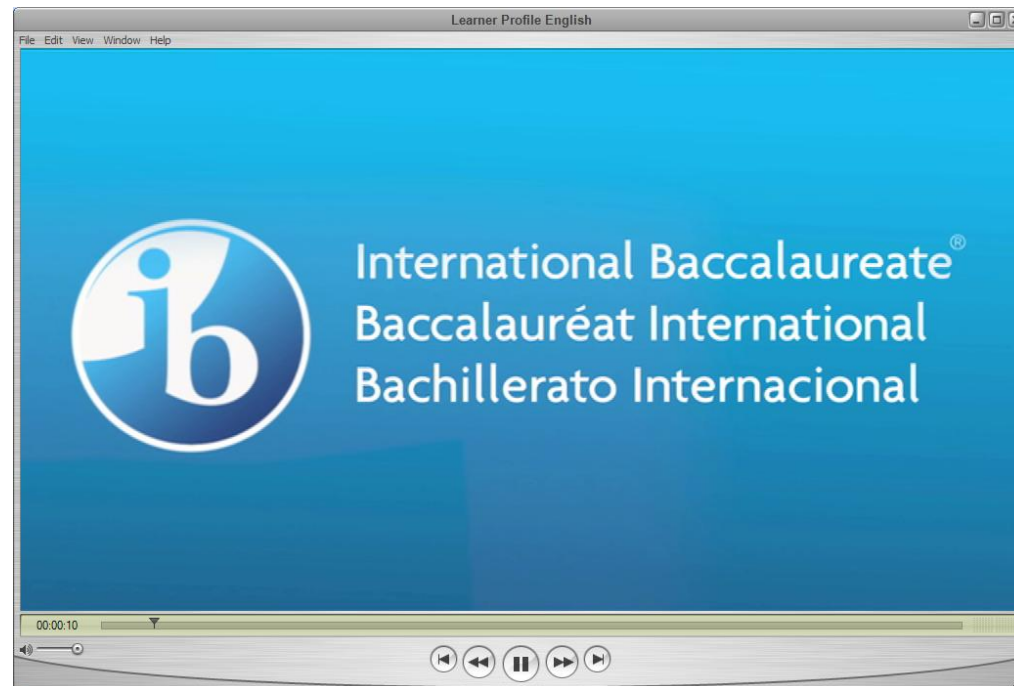 Learner Profile English
File Edit View Window Help
ib
International Baccalaureate®
Baccalauréat International
Bachillerato Internacional
00:00:10